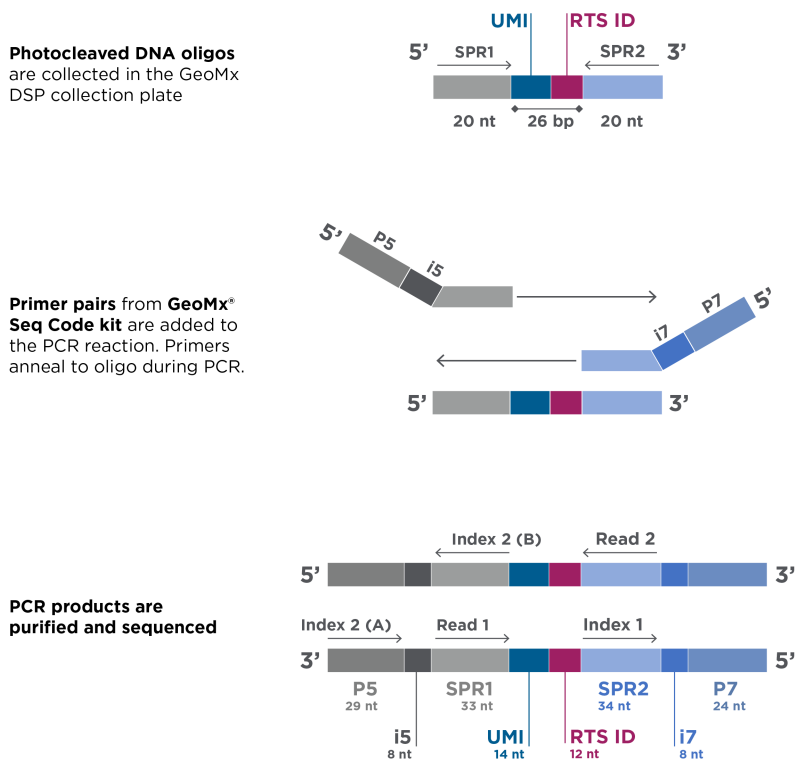 UMI RTS ID
Photocleaved DNA oligos
are collected in the GeoMx
DSP collection plate
5’ SPR1 SPR2 3’
20 nt 26 bp 20 nt
5’ P5 i5
Primer pairs from GeoMx®
Seq Code kit are added to
the PCR reaction. Primers
anneal to oligo during PCR.
i7 P7 5’
5’ 3’
Index 2 (B) Read 2
5’ 3’
PCR products are
purified and sequenced
Index 2 (A) Read 1 Index 1
3’ 5’
P5 SPR1 SPR2 P7
29 nt 33 nt 34 nt 24 nt
i5 UMI RTS ID i7
8 nt 14 nt 12 nt 8 nt